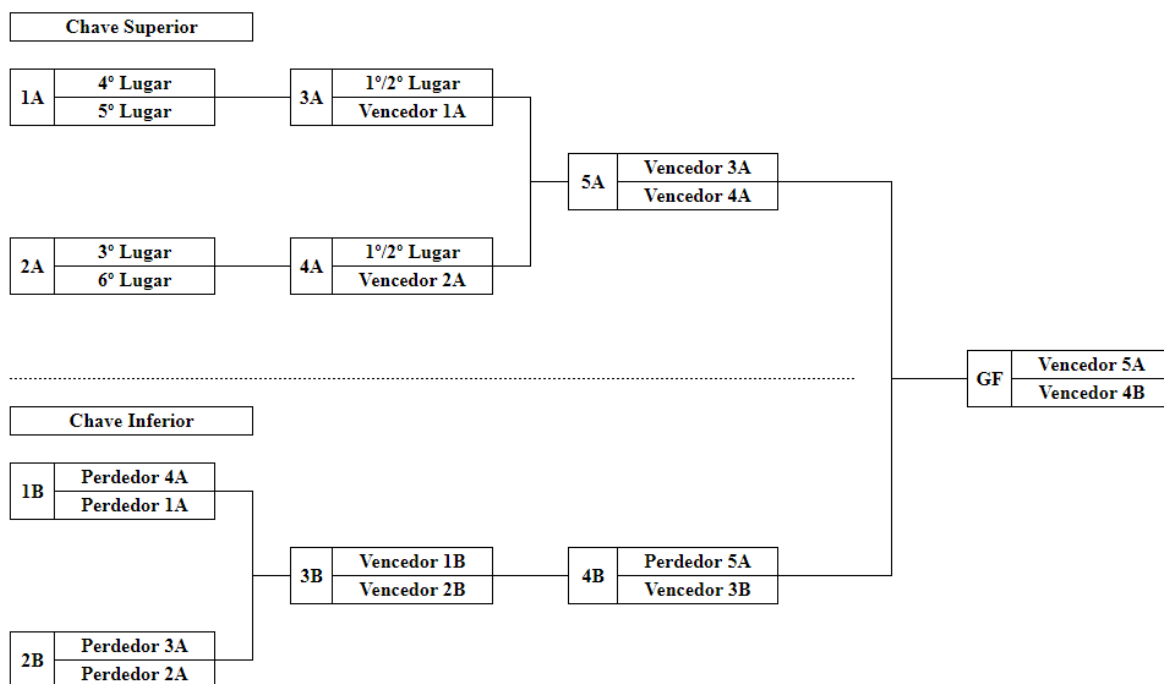 Chave Superior
1A
4º Lugar
5º Lugar
3A
1º/2º Lugar
Vencedor 1A
5A
Vencedor 3A
Vencedor 4A
2A
3º Lugar
6º Lugar
4A
1º/2º Lugar
Vencedor 2A
GF
Vencedor 5A
Vencedor 4B
Chave Inferior
1B
Perdedor 4A
Perdedor 1A
3B
Vencedor 1B
Vencedor 2B
4B
Perdedor 5A
Vencedor 3B
2B
Perdedor 3A
Perdedor 2A